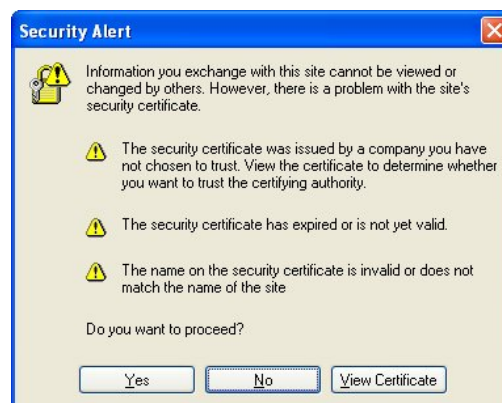 Security Alert
Information you exchange with this site cannot be viewed or
changed by others. However, there is a problem with the site's
security certificate.
The security certificate was issued by a company you have
not chosen to trust. View the certificate to determine whether
you want to trust the certifying authority.
The security certificate has expired or is not yet valid.
The name on the security certificate is invalid or does not
match the name of the site
Do you want to proceed?
Yes No View Certificate